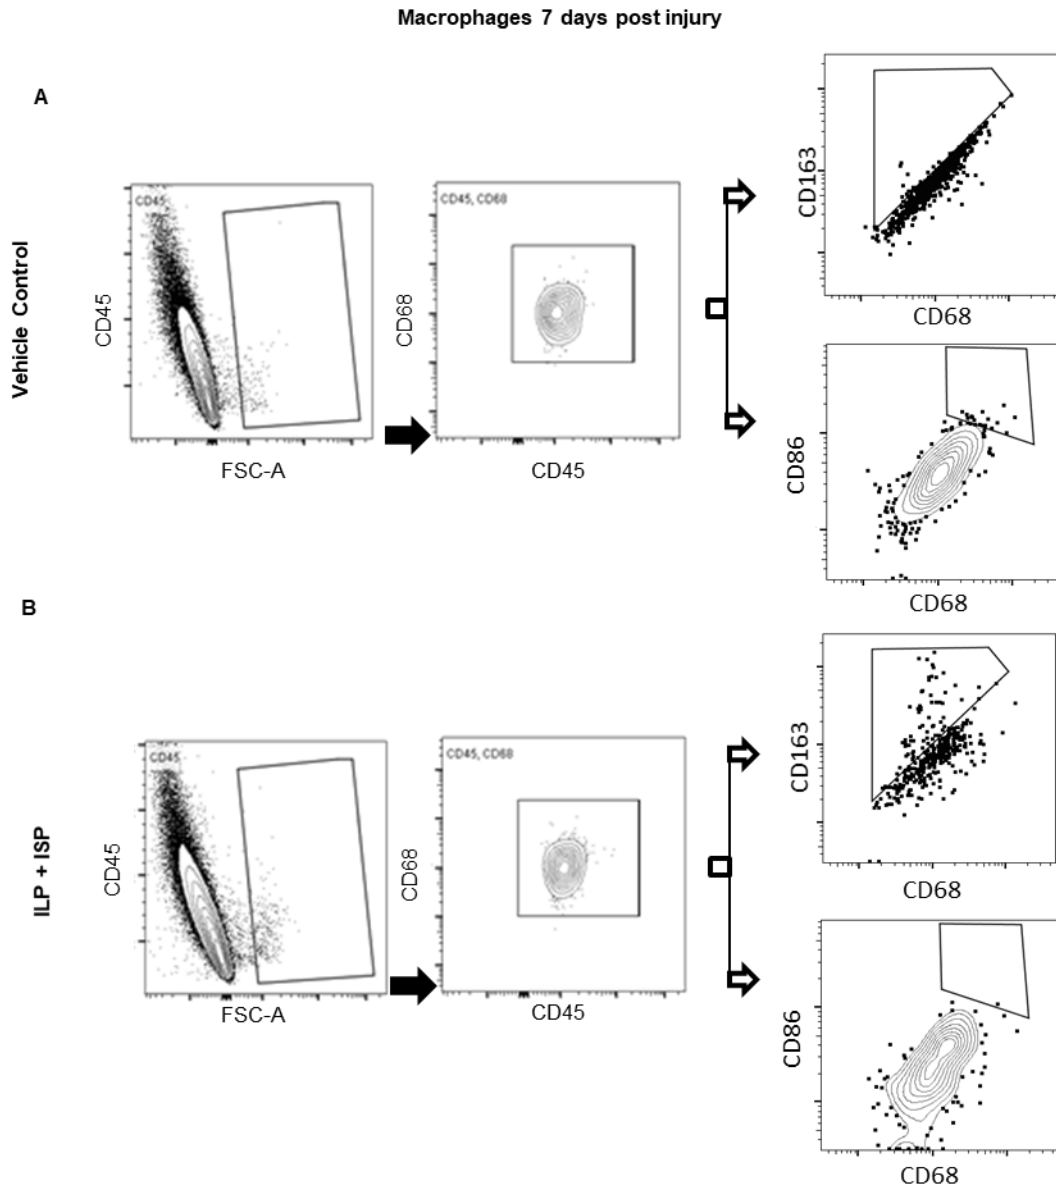 Macrophages 7 days post injury
A
Vehicle Control
CD45
CD45
FSC-A
CD45, CD68
CD68
CD45
CD163
CD68
CD86
CD68
B
ILP + ISP
CD45
CD45
FSC-A
CD45, CD68
CD68
CD45
CD163
CD68
CD86
CD68